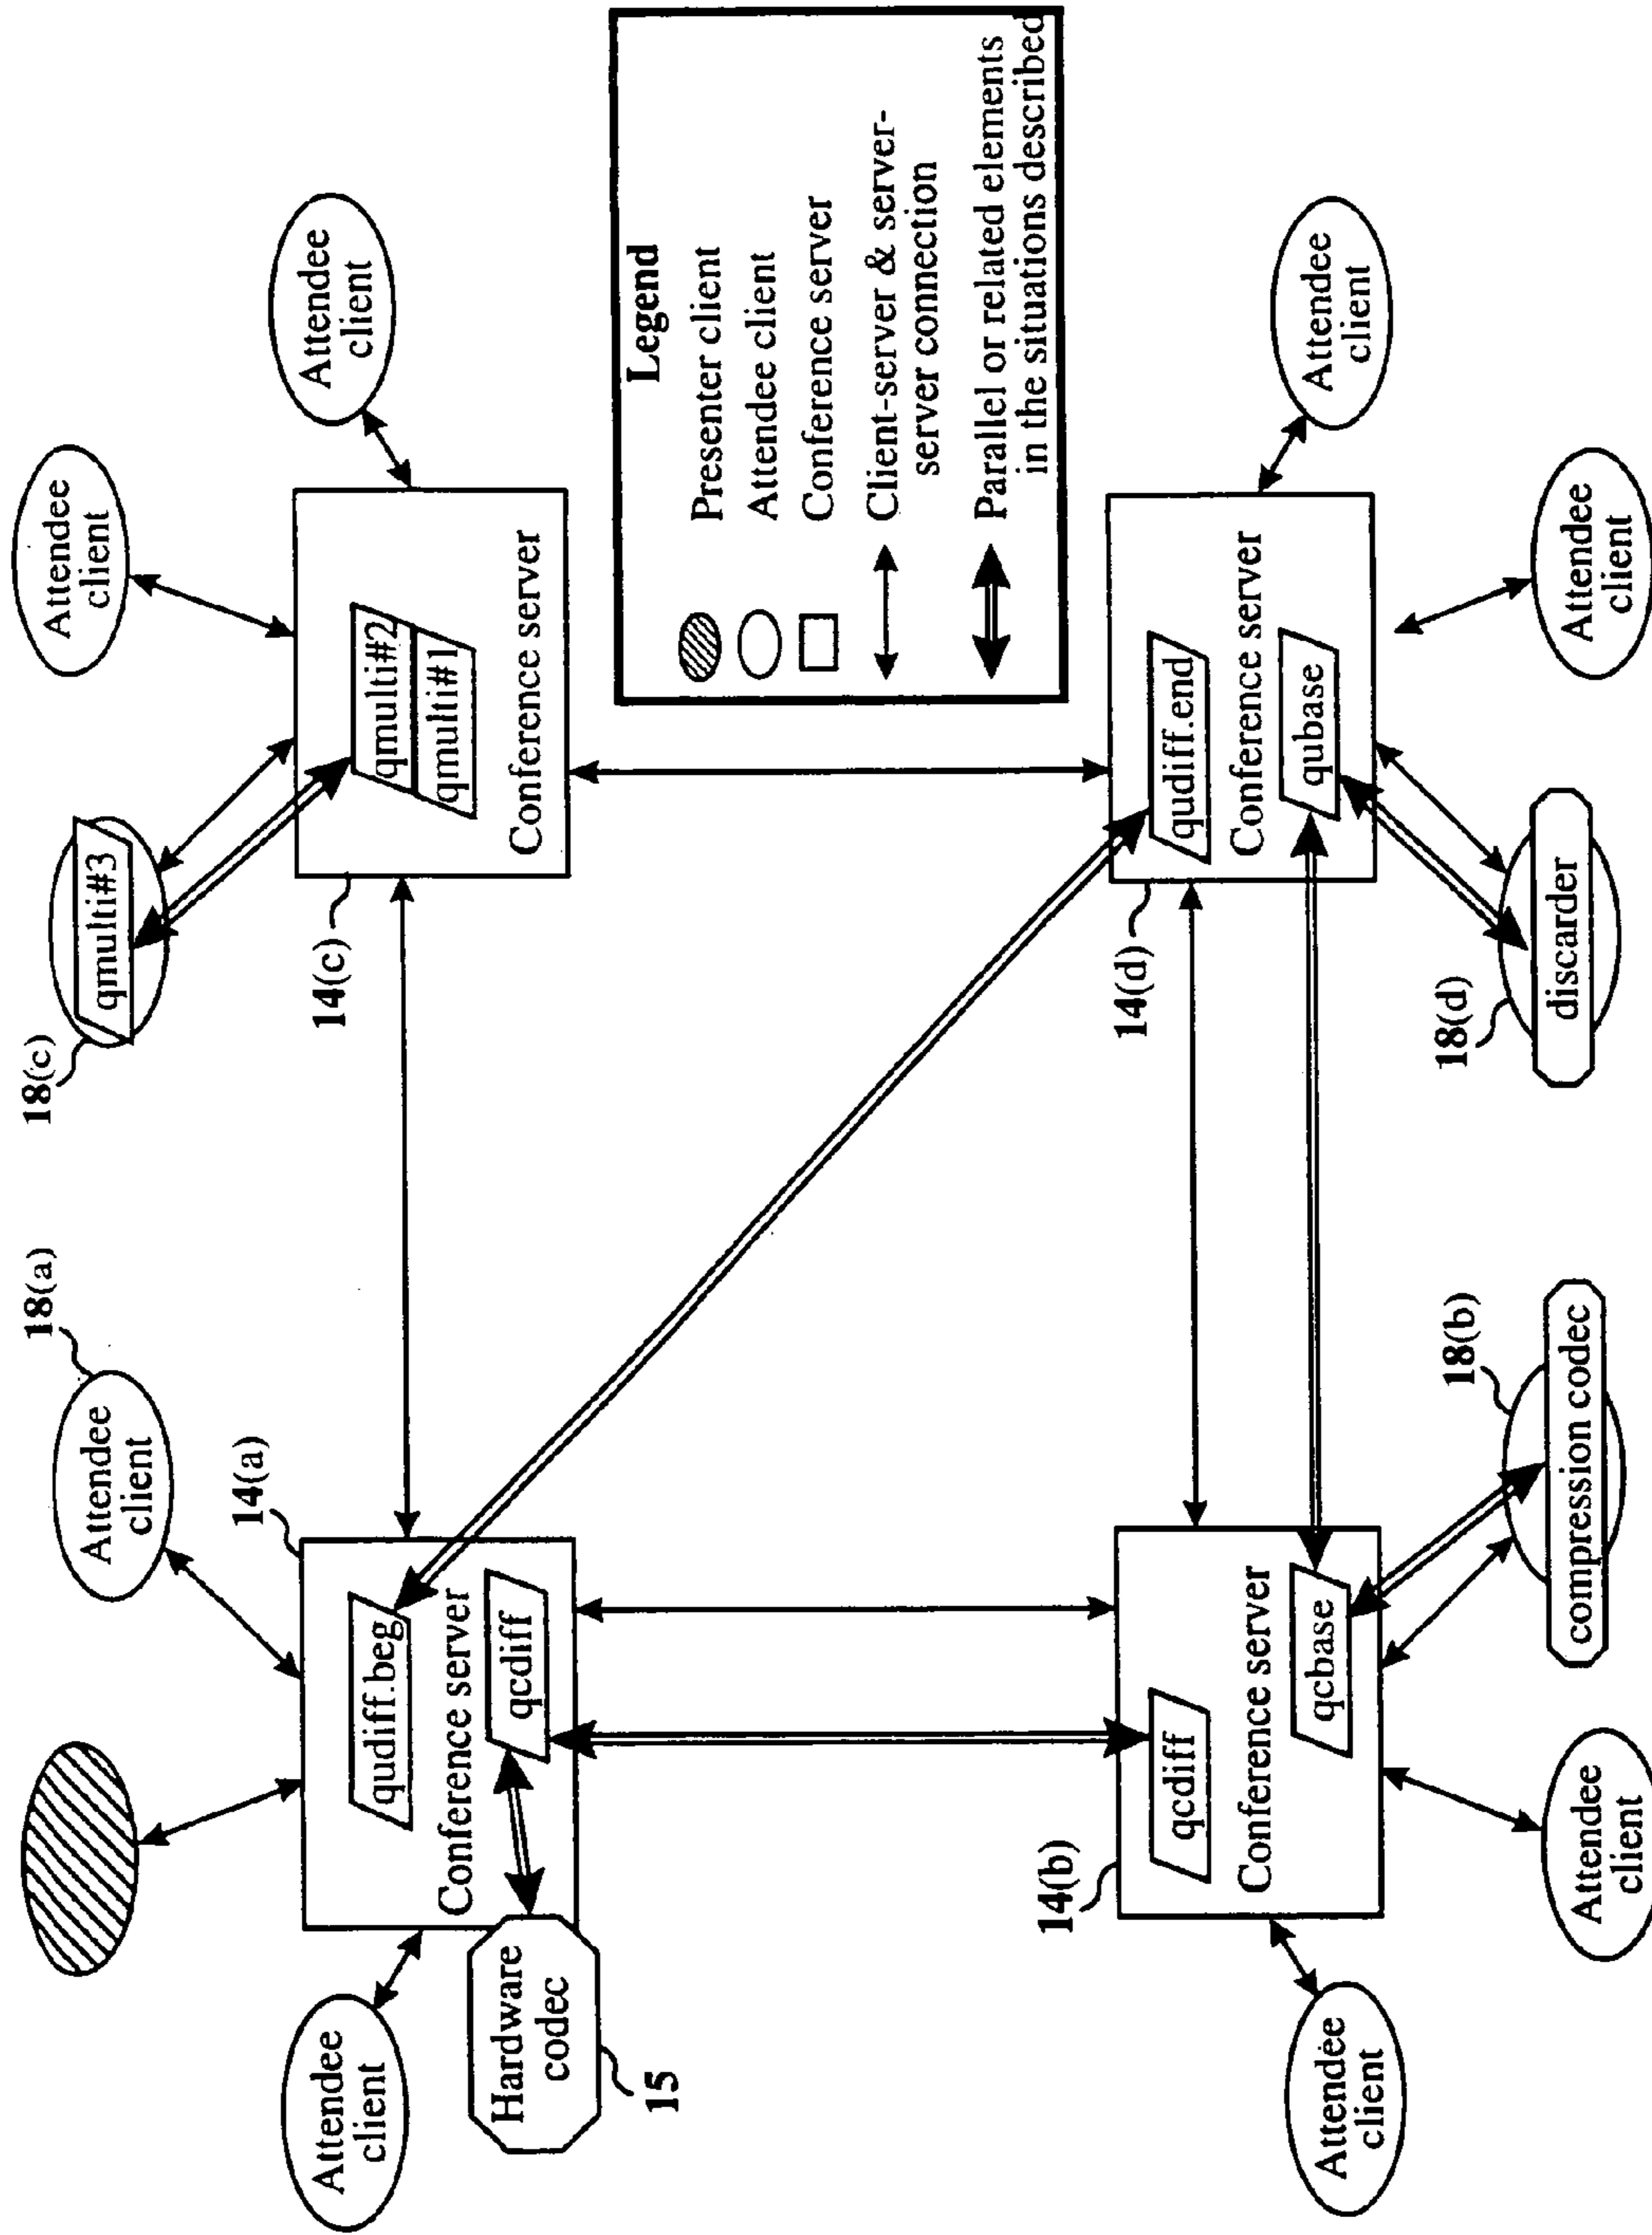 18(a)
Attendee
client
14(a)
qudiff.beg
Conference server
qcdiff
Attendee
client
Hardware
codec
15
18(c)
qmulti#3
Attendee
client
14(c)
qmulti#2
qmulti#1
Conference server
Attendee
client
Legend
Presenter client
Attendee client
Conference server
Client-server & server-
server connection
Parallel or related elements
in the situations described
14(b)
qcdiff
Conference server
qcbase
18(b)
compression codec
Attendee
client
Attendee
client
14(d)
qudiff.end
Conference server
qubase
18(d)
discarder
Attendee
client
Attendee
client